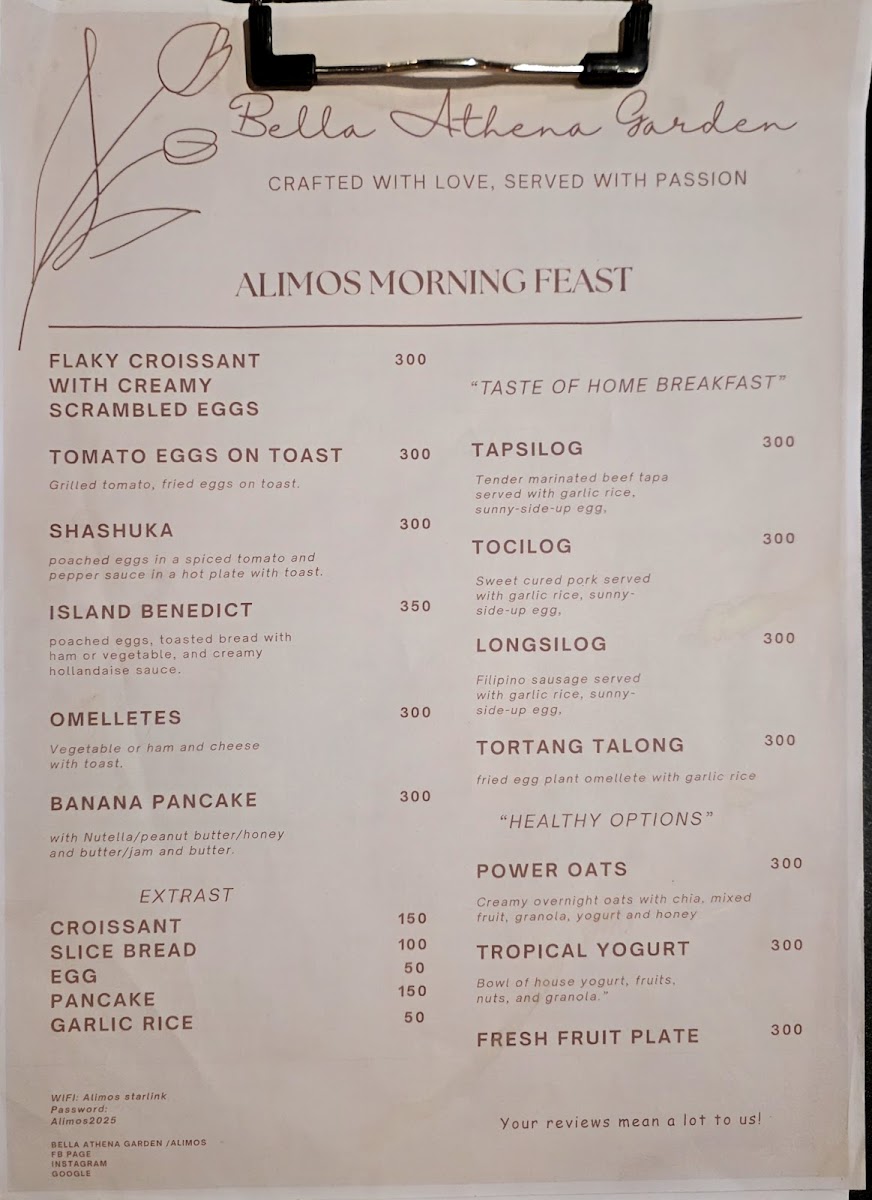 Bella Athena Garden
CRAFTED WITH LOVE, SERVED WITH PASSION
ALIMOS MORNING FEAST
FLAKY CROISSANT 300
WITH CREAMY
SCRAMBLED EGGS
TOMATO EGGS ON TOAST 300
Grilled tomato, fried eggs on toast.
SHASHUKA 300
poached eggs in a spiced tomato and
pepper sauce in a hot plate with toast.
ISLAND BENEDICT 350
poached eggs, toasted bread with
ham or vegetable, and creamy
hollandaise sauce.
OMELLETES 300
Vegetable or ham and cheese
with toast.
BANANA PANCAKE 300
with Nutella/peanut butter/honey
and butter/jam and butter.
EXTRAST
CROISSANT 150
SLICE BREAD 100
EGG 50
PANCAKE 150
GARLIC RICE 50
WIFI: Alimos starlink
Password:
Alimos2025
BELLA ATHENA GARDEN /ALIMOS
FB PAGE
INSTAGRAM
GOOGLE
“TASTE OF HOME BREAKFAST”
TAPSILOG 300
Tender marinated beef tapa
served with garlic rice,
sunny-side-up egg,
TOCILOG 300
Sweet cured pork served
with garlic rice, sunny-
side-up egg,
LONGSILOG 300
Filipino sausage served
with garlic rice, sunny-
side-up egg,
TORTANG TALONG 300
fried egg plant omellete with garlic rice
“HEALTHY OPTIONS”
POWER OATS 300
Creamy overnight oats with chia, mixed
fruit, granola, yogurt and honey
TROPICAL YOGURT 300
Bowl of house yogurt, fruits,
nuts, and granola.”
FRESH FRUIT PLATE 300
Your reviews mean a lot to us!